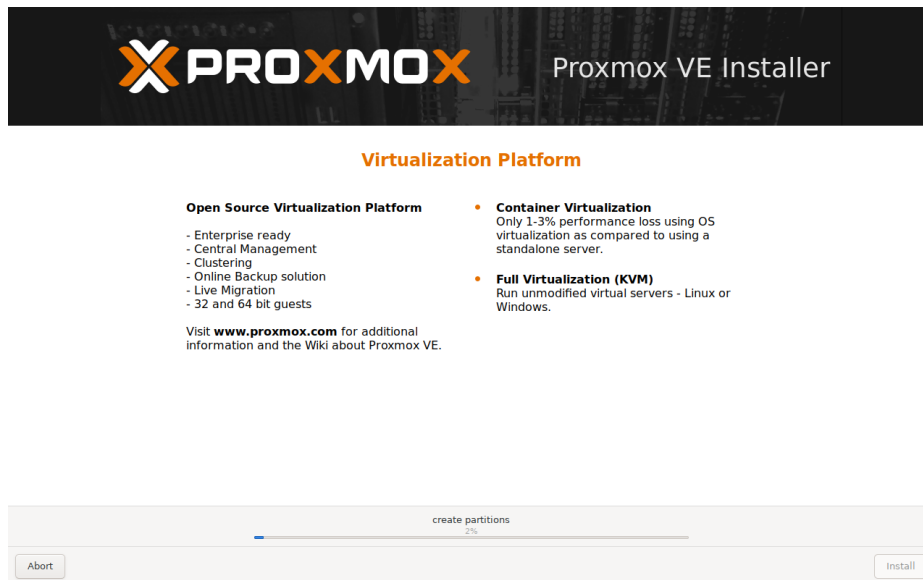 PROXMOX
Proxmox VE Installer
Virtualization Platform
Open Source Virtualization Platform
- Enterprise ready
- Central Management
- Clustering
- Online Backup solution
- Live Migration
- 32 and 64 bit guests
Visit www.proxmox.com for additional
information and the Wiki about Proxmox VE.
• Container Virtualization
Only 1-3% performance loss using OS
virtualization as compared to using a
standalone server.
• Full Virtualization (KVM)
Run unmodified virtual servers - Linux or
Windows.
create partitions
2%
Abort
Install